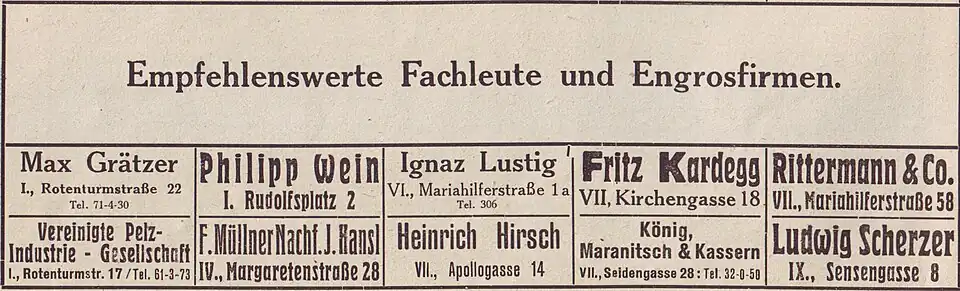 Empfehlenswerte Fachleute und Engrosfirmen.
Max Grätzer
I., Rotenturmstraße 22
Tel. 71-4-30
Philipp Wein
I. Rudolfsplatz 2
Ignaz Lustig
VI., Mariahilferstraße 1a
Tel. 306
Fritz Kardegg
VII, Kirchengasse 18
Rittermann & Co.
VII., Mariahilferstraße 58
Vereinigte Pelz-
Industrie - Gesellschaft
I., Rotenturmstr. 17 / Tel. 61-3-73
F. Müllner Nachf. J. Hansl
IV., Margaretenstraße 28
Heinrich Hirsch
VII., Apollogasse 14
König,
Maranitsch & Kassern
VII., Seidengasse 28: Tel. 32-0-50
Ludwig Scherzer
IX., Sensengasse 8